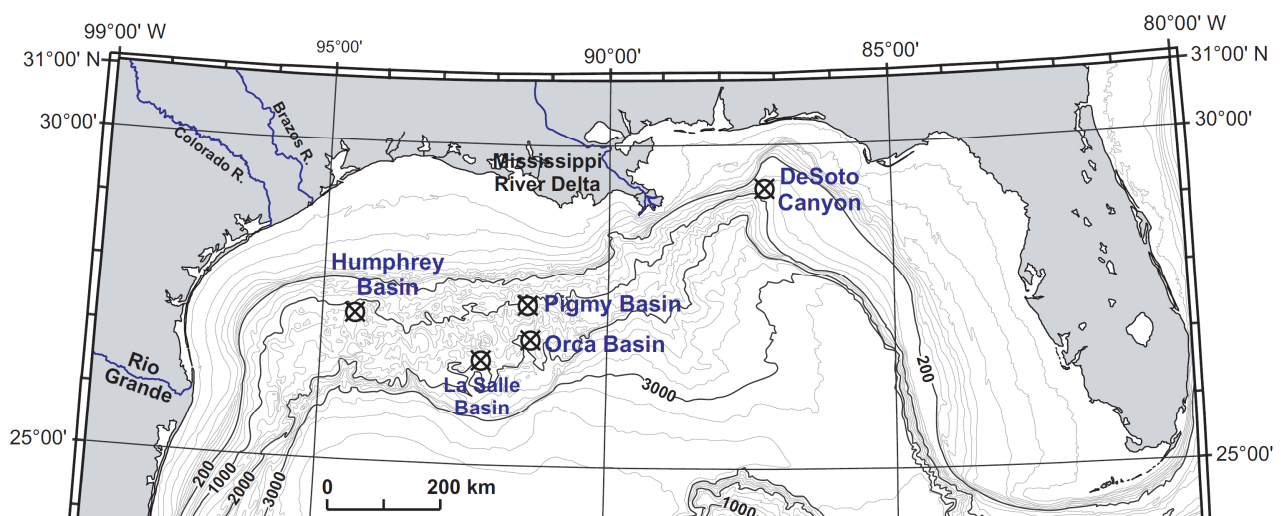 99°00' W
95°00'
90°00'
85°00'
80°00' W
31°00' N
31°00' N
30°00'
30°00'
Colorado R.
Brazos R.
Mississippi
River Delta
DeSoto
Canyon
Humphrey
Basin
Pigmy Basin
Orca Basin
La Salle
Basin
Rio
Grande
3000
200
25°00'
25°00'
200
1000
2000
3000
0
200 km
1000